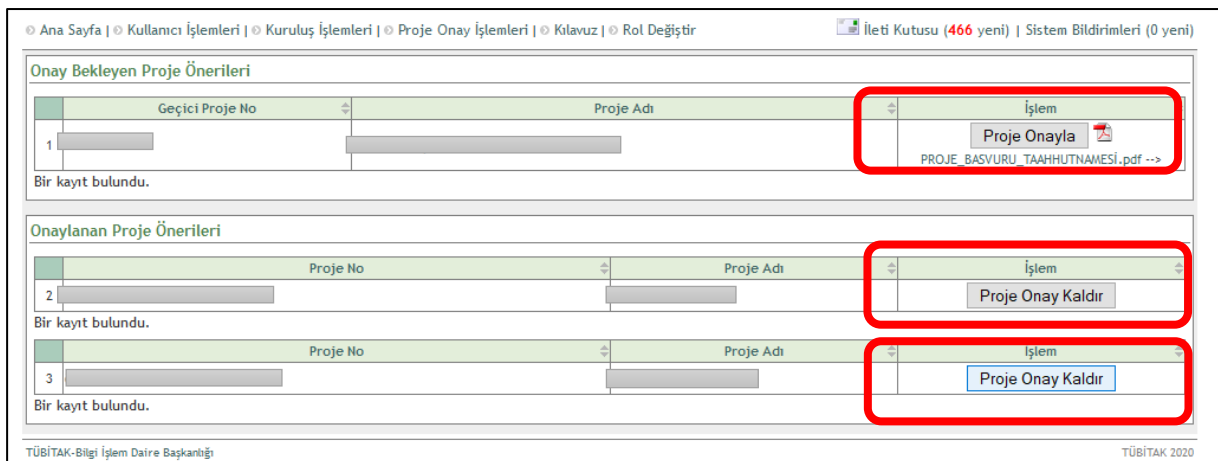 Ana Sayfa | Kullanıcı İşlemleri | Kuruluş İşlemleri | Proje Onay İşlemleri | Kılavuz | Rol Değiştir İleti Kutusu (466 yeni) | Sistem Bildirimleri (0 yeni)
Onay Bekleyen Proje Önerileri
Geçici Proje No Proje Adı İşlem
1 Proje Onayla
PROJE_BASVURU_TAAHHUTNAMESİ.pdf -->
Bir kayıt bulundu.
Onaylanan Proje Önerileri
Proje No Proje Adı İşlem
2 Proje Onay Kaldır
Bir kayıt bulundu.
Proje No Proje Adı İşlem
3 Proje Onay Kaldır
Bir kayıt bulundu.
TÜBİTAK-Bilgi İşlem Daire Başkanlığı TÜBİTAK 2020